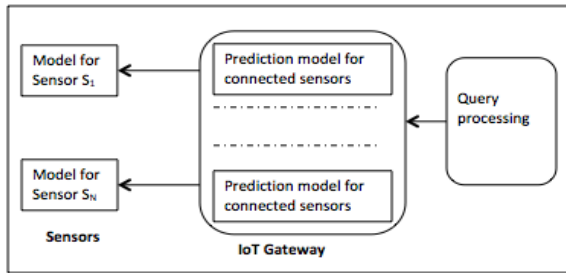 Model for
Sensor S₁
Prediction model for
connected sensors
Query
processing
Model for
Sensor Sₙ
Prediction model for
connected sensors
Sensors
IoT Gateway